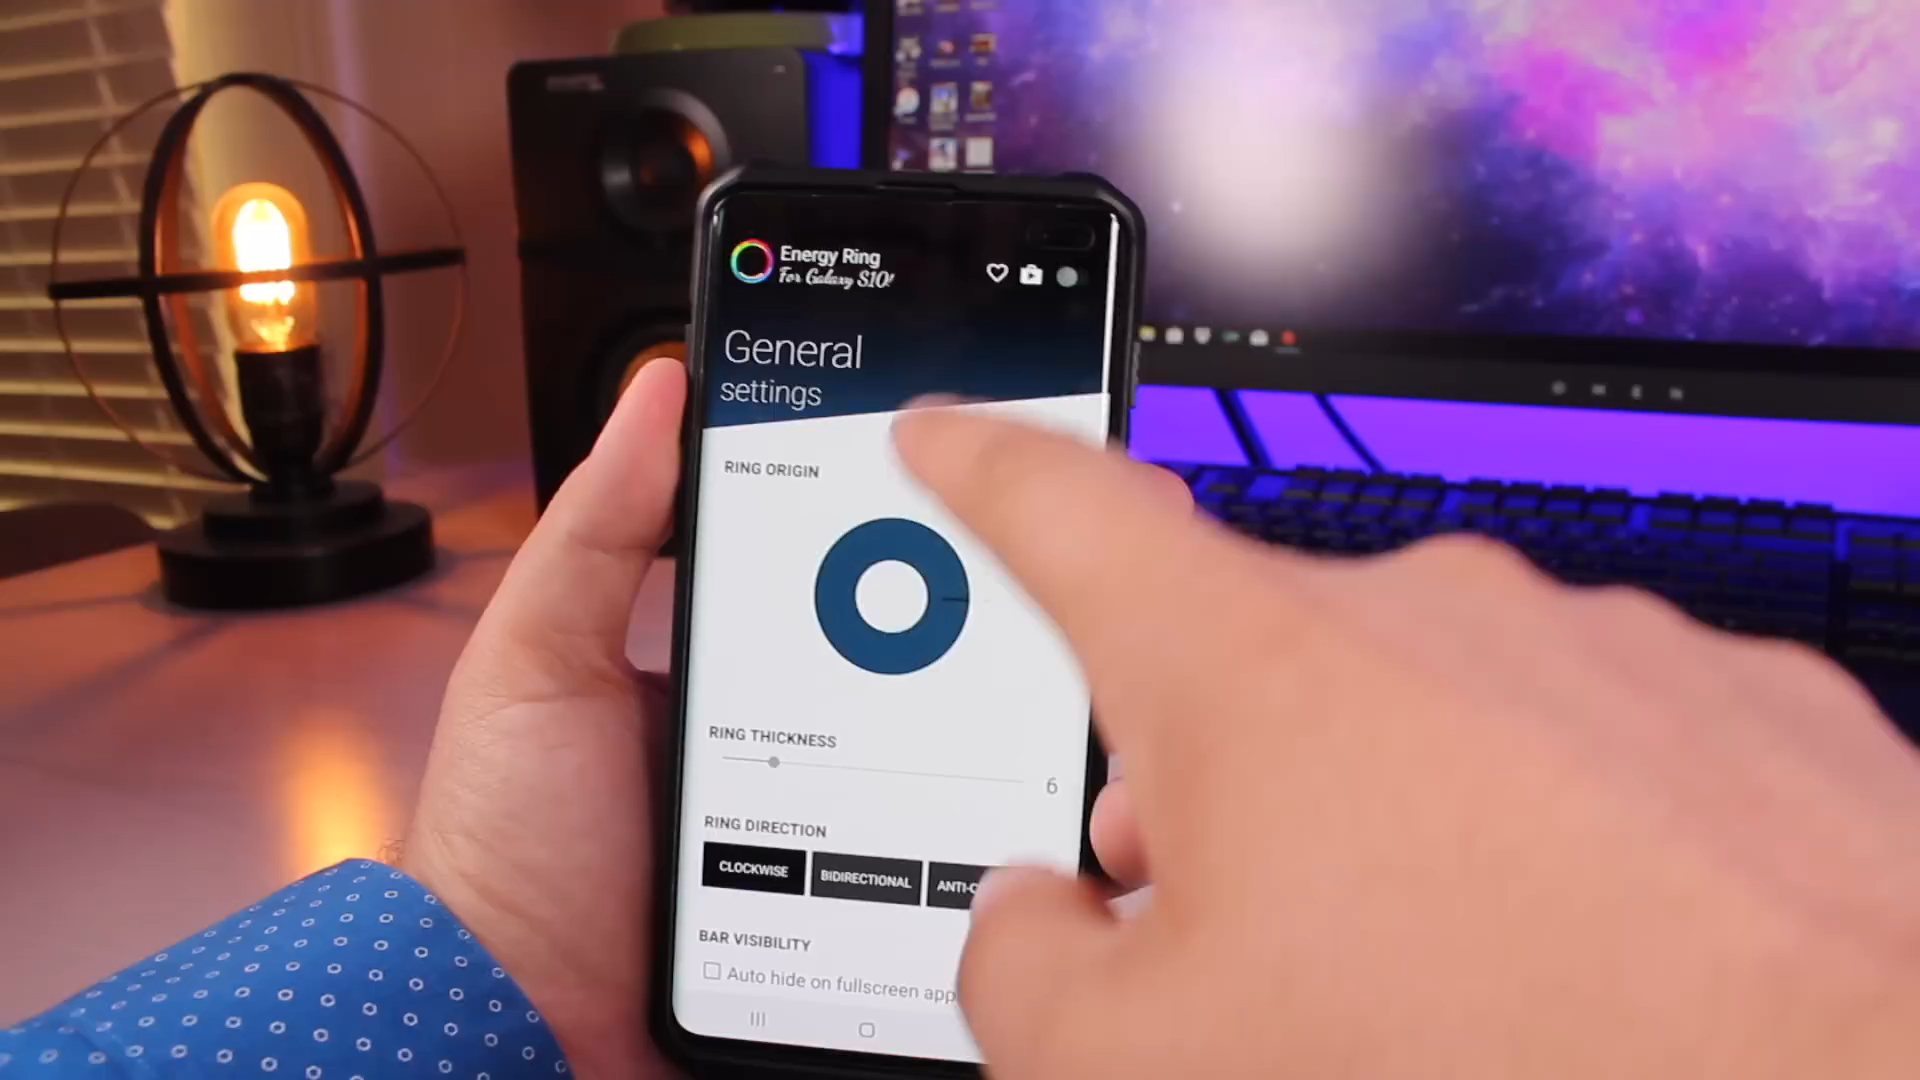 Energy Ring
For Galaxy S10!
General
settings
RING ORIGIN
RING THICKNESS
6
RING DIRECTION
CLOCKWISE
BIDIRECTIONAL
BAR VISIBILITY
Auto hide on fullscreen